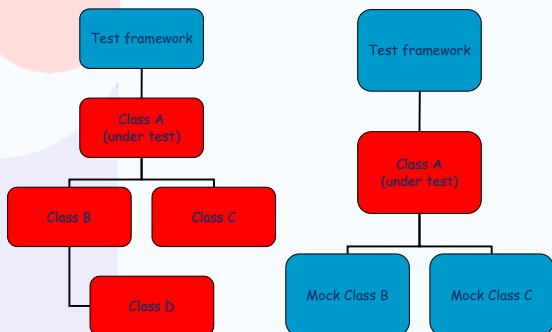 Test framework
Class A
(under test)
Class B
Class C
Class D
Test framework
Class A
(under test)
Mock Class B
Mock Class C